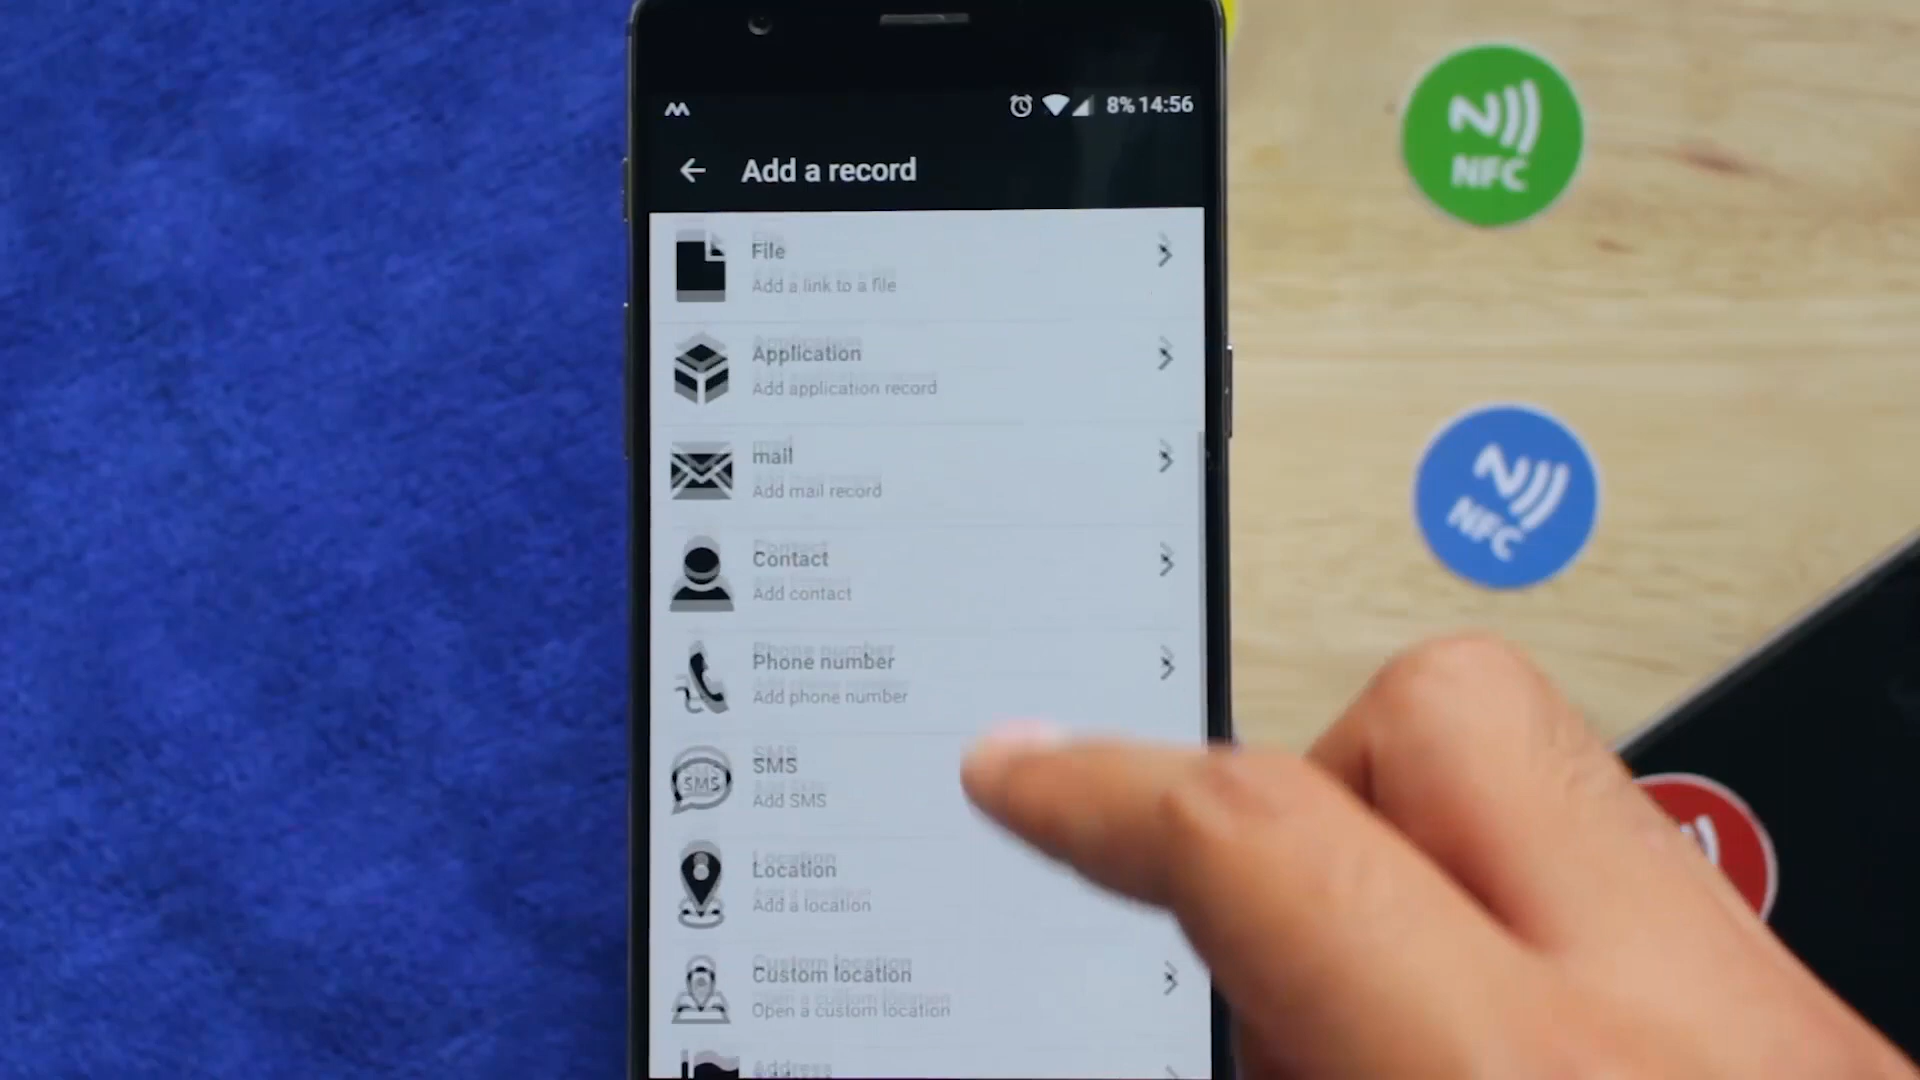 8% 14:56
Add a record
File
Add a link to a file
Application
Add application record
mail
Add mail record
Contact
Add contact
Phone number
Add phone number
SMS
SMS
Add SMS
Location
Add a location
Custom location
Open a custom location
Address
NFC
NFC